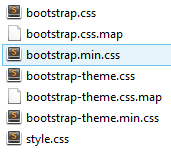 bootstrap.css
bootstrap.css.map
bootstrap.min.css
bootstrap-theme.css
bootstrap-theme.css.map
bootstrap-theme.min.css
style.css